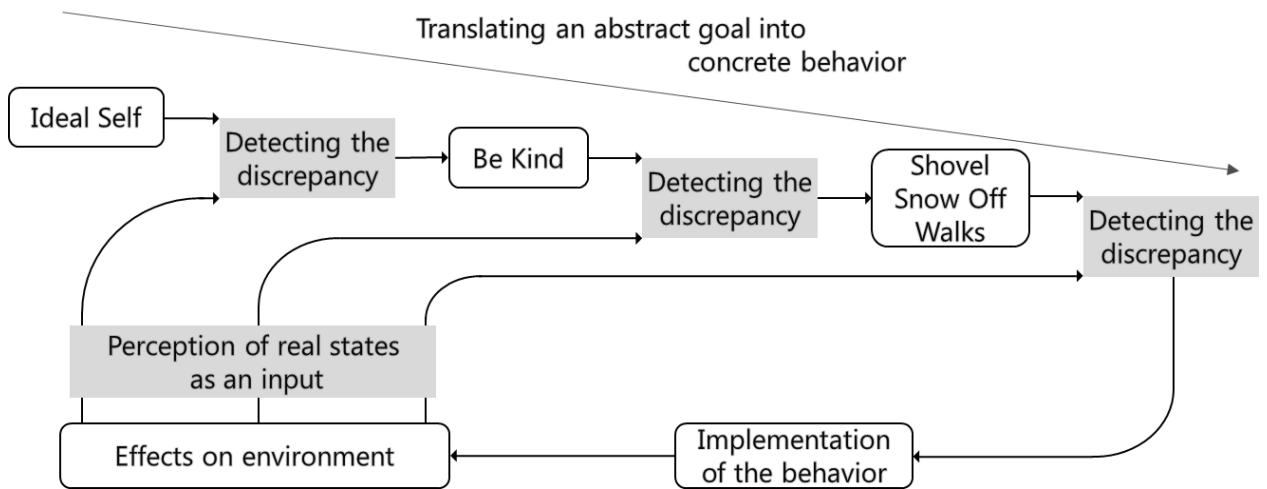 Translating an abstract goal into
concrete behavior
Ideal Self
Detecting the
discrepancy
Be Kind
Detecting the
discrepancy
Shovel
Snow Off
Walks
Detecting the
discrepancy
Perception of real states
as an input
Effects on environment
Implementation
of the behavior